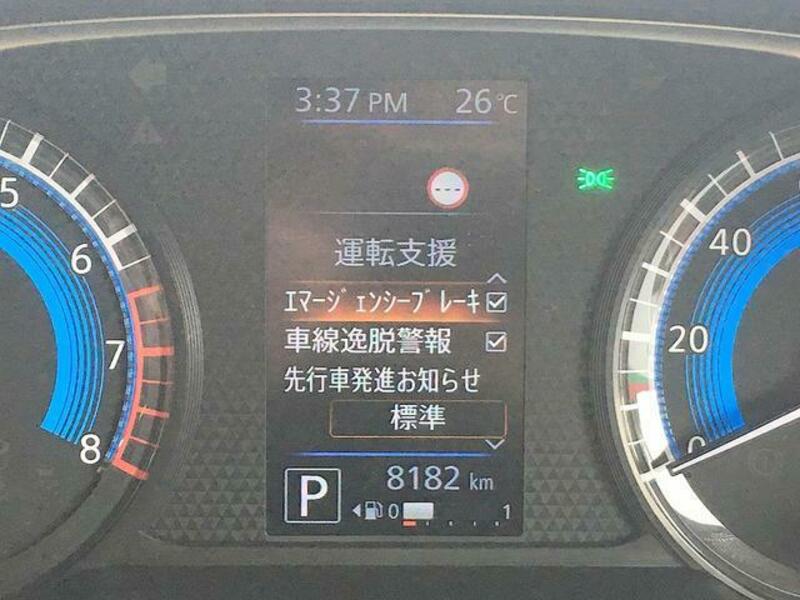 3:37 PM 26℃
---
運転支援
エマージェンシーブレーキ
車線逸脱警報
先行車発進お知らせ
標準
P
8182 km
0 1
5
6
7
8
40
20
0